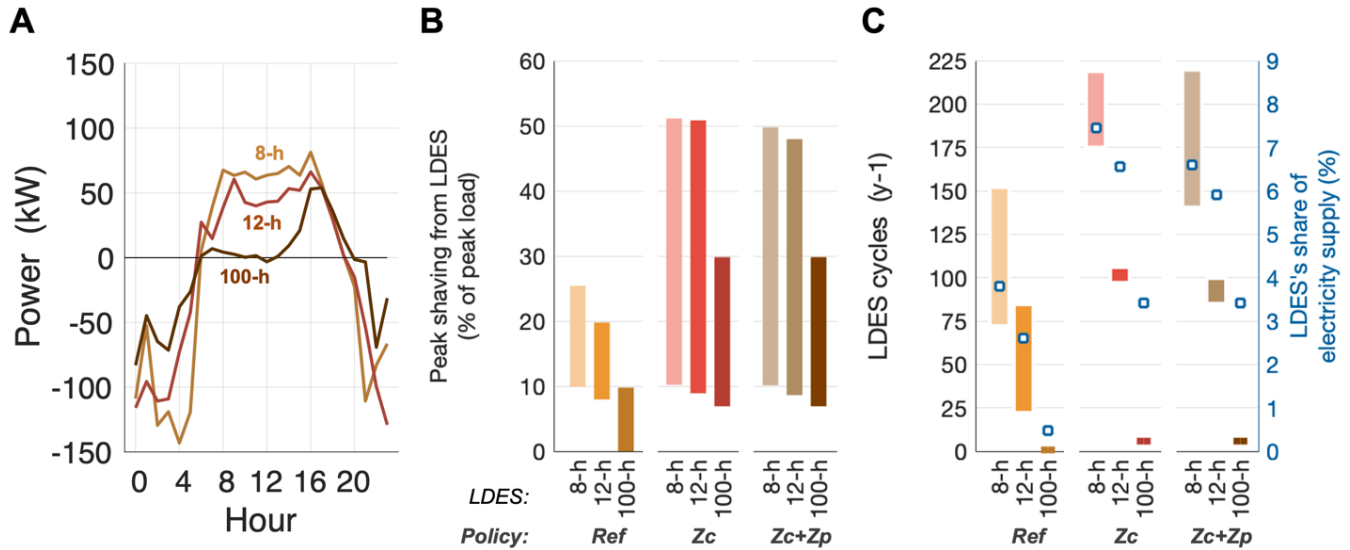 A
150
100
50
0
-50
-100
-150
Power (kW)
8-h
12-h
100-h
0 4 8 12 16 20
Hour
B
Peak shaving from LDES
(% of peak load)
60
50
40
30
20
10
0
LDES:
8-h 12-h 100-h 8-h 12-h 100-h 8-h 12-h 100-h
Policy: Ref Zc Zc+Zp
C
LDES cycles (y-1)
225
200
175
150
125
100
75
50
25
0
8-h 12-h 100-h 8-h 12-h 100-h 8-h 12-h 100-h
Ref Zc Zc+Zp
9
8
7
6
5
4
3
2
1
0
LDES's share of
electricity supply (%)